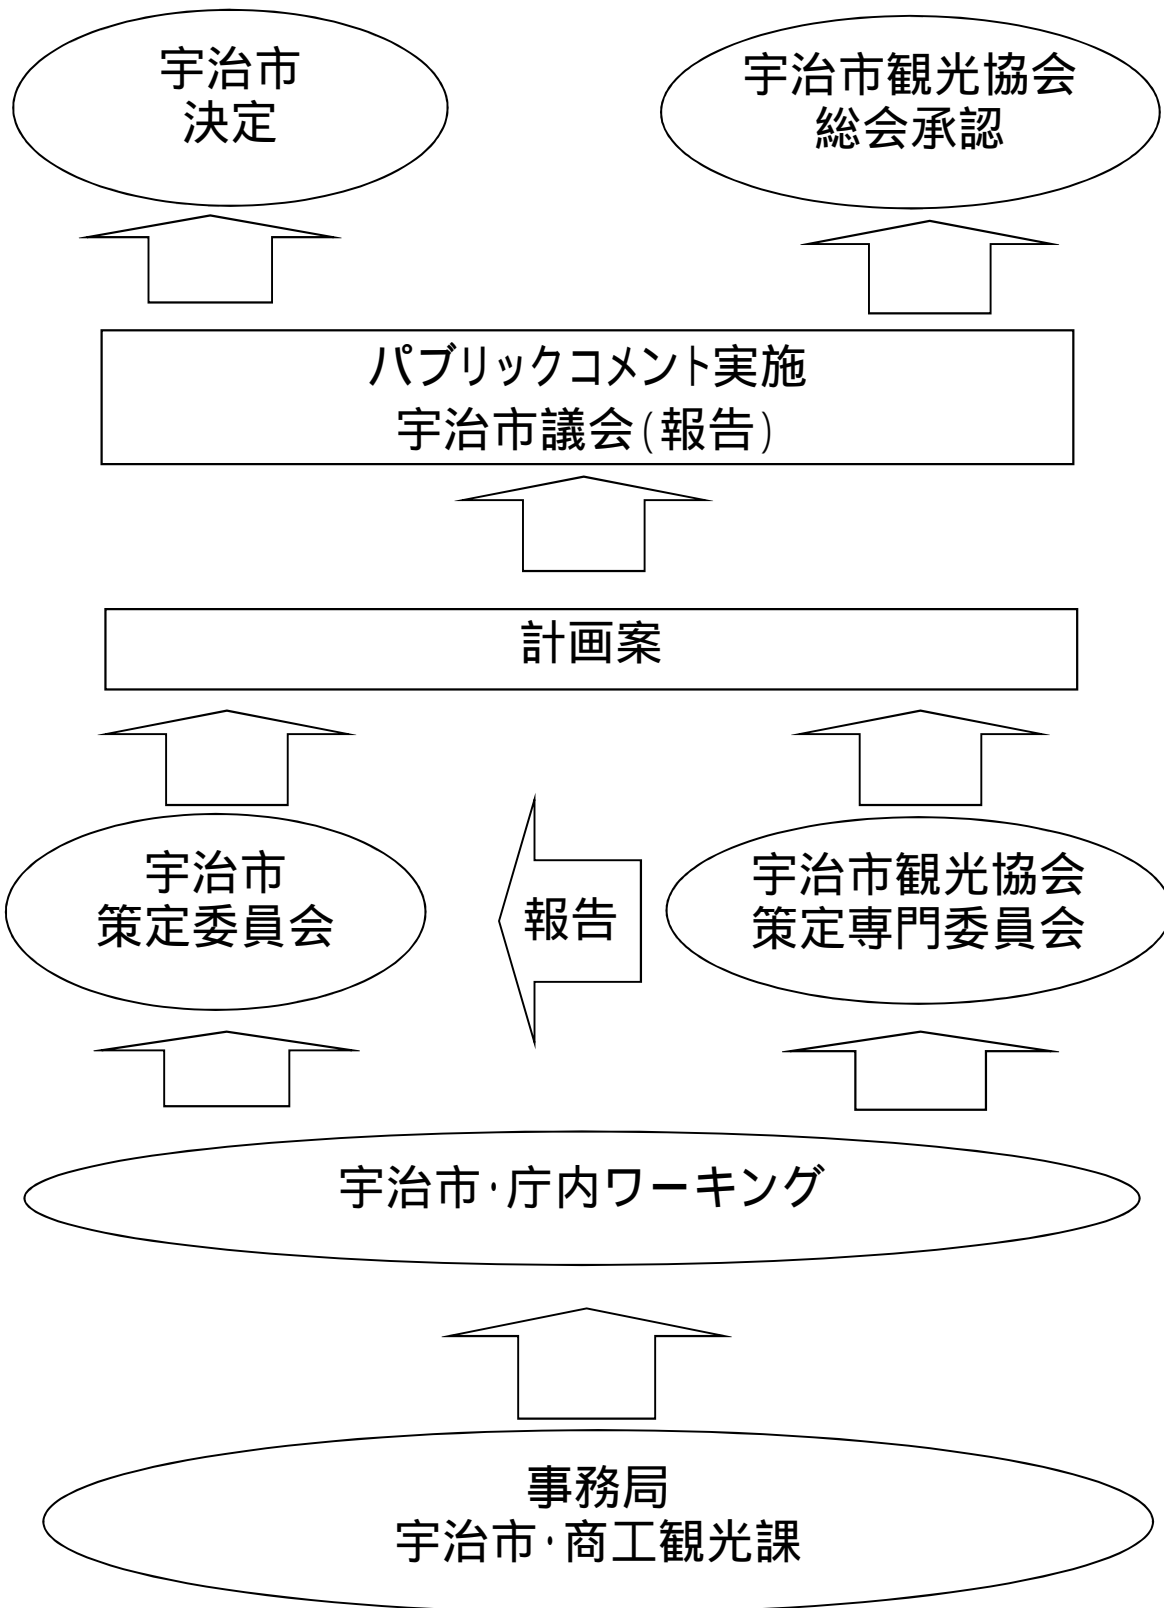 宇治市
決定
宇治市観光協会
総会承認
パブリックコメント実施
宇治市議会(報告)
計画案
宇治市
策定委員会
報告
宇治市観光協会
策定専門委員会
宇治市・庁内ワーキング
事務局
宇治市・商工観光課